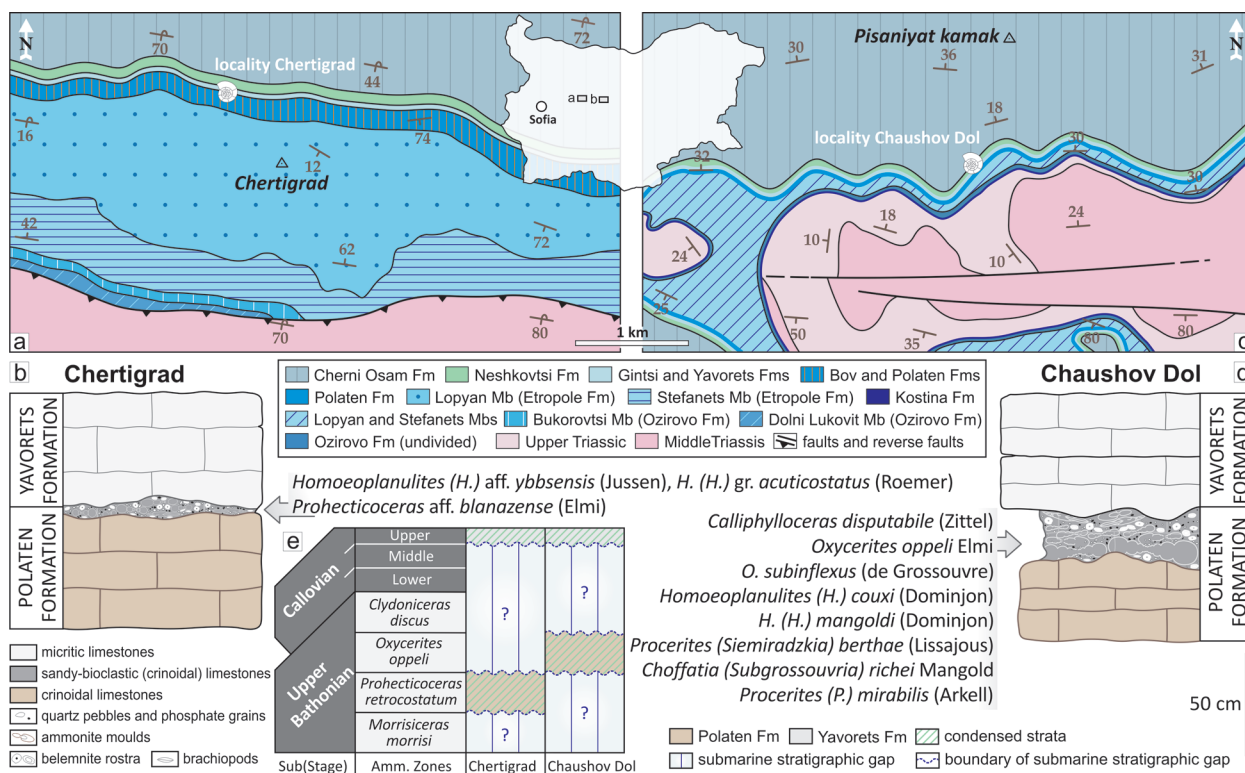 N
70
locality Chertigrad
44
72
16
74
12
Chertigrad
42
62
72
70
80
a
Sofia
a
b
1 km
N
Pisaniyat kamak
30
36
31
18
locality Chaushov Dol
32
30
30
18
24
10
24
10
25
50
35
80
80
c
b
Chertigrad
YAVORETS
FORMATION
POLATEN
FORMATION
Cherni Osam Fm
Neshkovtsi Fm
Gintsi and Yavorets Fms
Bov and Polaten Fms
Polaten Fm
Lopyan Mb (Etropole Fm)
Stefanets Mb (Etropole Fm)
Kostina Fm
Lopyan and Stefanets Mbs
Bukorovtsi Mb (Ozirovo Fm)
Dolni Lukovit Mb (Ozirovo Fm)
Ozirovo Fm (undivided)
Upper Triassic
MiddleTriassis
faults and reverse faults
Chaushov Dol
d
YAVORETS
FORMATION
POLATEN
FORMATION
Homoeoplanulites (H.) aff. ybbsensis (Jussen), H. (H.) gr. acuticostatus (Roemer)
Prohecticoceras aff. blanazense (Elmi)
Calliphylloceras disputabile (Zittel)
Oxycerites oppeli Elmi
O. subinflexus (de Grossouvre)
Homoeoplanulites (H.) couxi (Dominjon)
H. (H.) mangoldi (Dominjon)
Procerites (Siemiradzkia) berthae (Lissajous)
Choffatia (Subgrossouvria) richei Mangold
Procerites (P.) mirabilis (Arkell)
50 cm
micritic limestones
sandy-bioclastic (crinoidal) limestones
crinoidal limestones
quartz pebbles and phosphate grains
ammonite moulds
belemnite rostra
brachiopods
e
Callovian
Upper
Middle
Lower
Upper
Bathonian
Clydoniceras
discus
Oxycerites
oppeli
Prohecticoceras
retrocostatum
Morrisiceras
morrisi
?
?
?
?
Sub(Stage)
Amm. Zones
Chertigrad
Chaushov Dol
Polaten Fm
Yavorets Fm
condensed strata
submarine stratigraphic gap
boundary of submarine stratigraphic gap